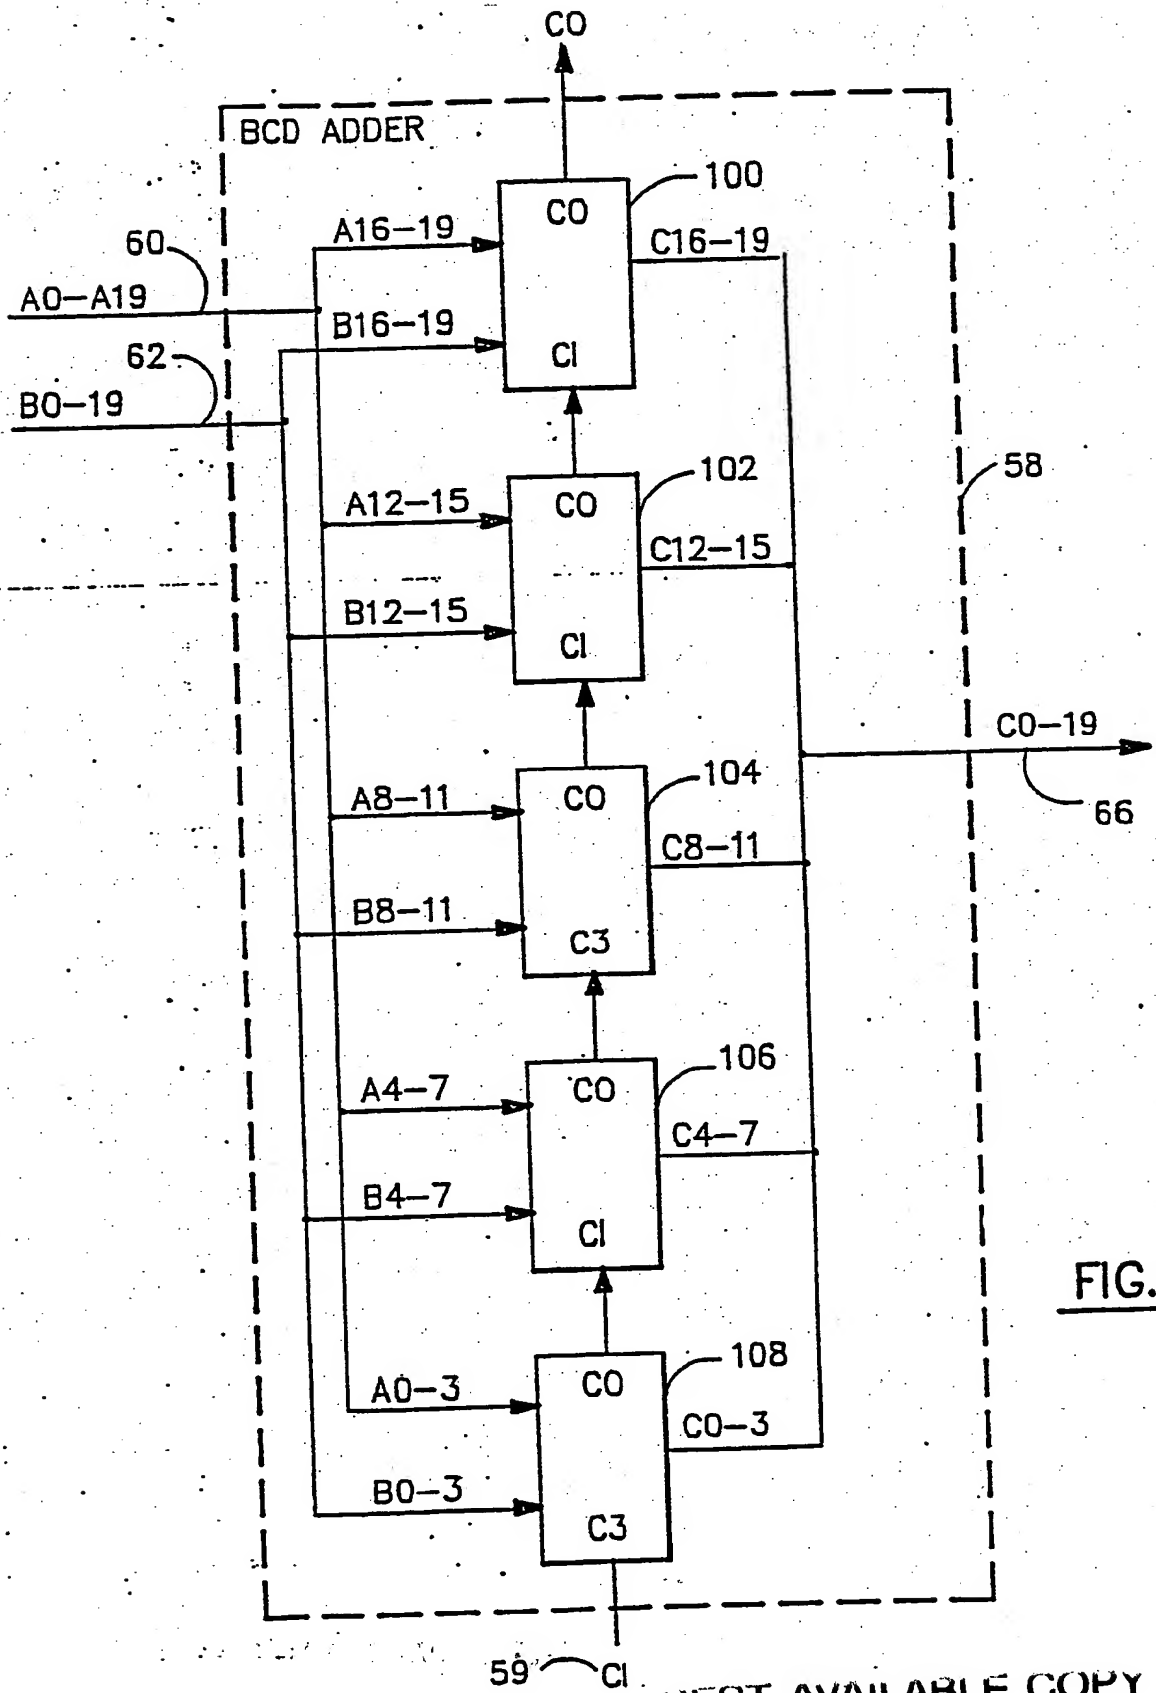 CO
BCD ADDER
100
CO
A16-19
C16-19
60
A0-A19
B16-19
62
CI
B0-19
58
102
A12-15
CO
C12-15
B12-15
CI
C0-19
104
A8-11
CO
66
C8-11
B8-11
C3
106
A4-7
CO
C4-7
B4-7
CI
FIG.
108
A0-3
CO
C0-3
B0-3
C3
59
CI
BEST AVAILABLE COPY